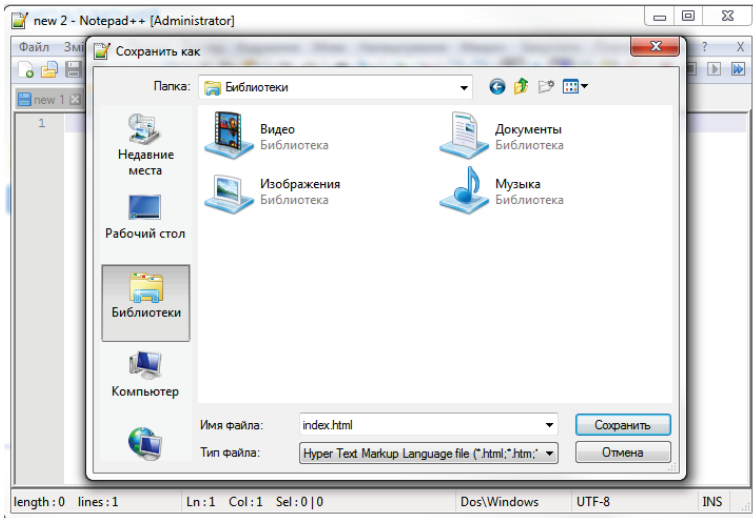 new 2 - Notepad++ [Administrator]
Файл Змі ? X
Сохранить как
new 1
1
Папка: Библиотеки
Недавние места
Рабочий стол
Библиотеки
Компьютер
Видео
Библиотека
Документы
Библиотека
Изображения
Библиотека
Музыка
Библиотека
Имя файла: index.html
Сохранить
Тип файла: Hyper Text Markup Language file (*.html;*.htm;*
Отмена
length : 0 lines : 1 Ln : 1 Col : 1 Sel : 0 | 0 Dos\Windows UTF-8 INS